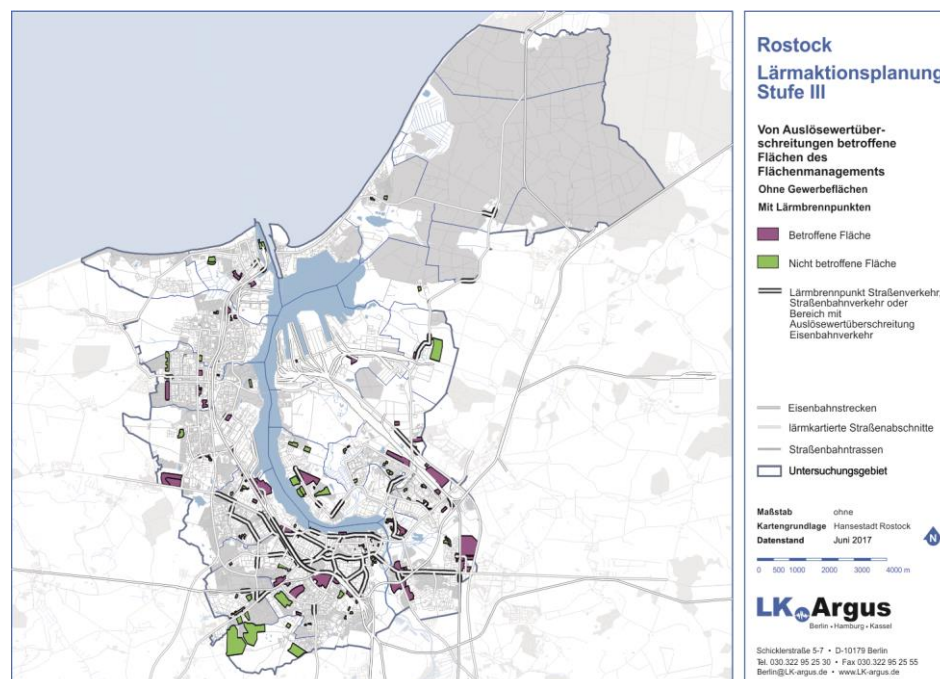 Rostock
Lärmaktionsplanung
Stufe III
Von Auslösewertüber-
schreitungen betroffene
Flächen des
Flächenmanagements
Ohne Gewerbeflächen
Mit Lärmbrennpunkten
Betroffene Fläche
Nicht betroffene Fläche
Lärmbrennpunkt Straßenverkehr,
Straßenbahnverkehr oder
Bereich mit
Auslösewertüberschreitung
Eisenbahnverkehr
Eisenbahnstrecken
lärmkartierte Straßenabschnitte
Straßenbahntrassen
Untersuchungsgebiet
Maßstab ohne
Kartengrundlage Hansestadt Rostock
Datenstand Juni 2017
N
0 500 1000 2000 3000 4000 m
LK Argus
Berlin • Hamburg • Kassel
Schicklerstraße 5-7 • D-10179 Berlin
Tel. 030.322 95 25 30 • Fax 030.322 95 25 55
Berlin@LK-argus.de • www.LK-argus.de